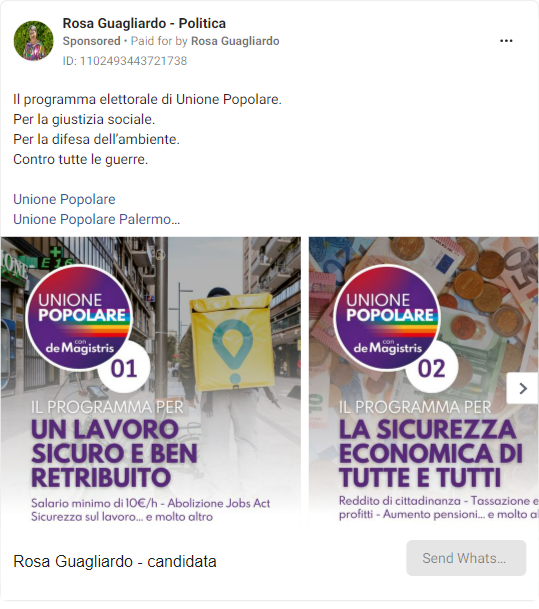 Rosa Guagliardo - Politica
Sponsored • Paid for by Rosa Guagliardo
ID: 1102493443721738
Il programma elettorale di Unione Popolare.
Per la giustizia sociale.
Per la difesa dell’ambiente.
Contro tutte le guerre.
Unione Popolare
Unione Popolare Palermo...
UNIONE
POPOLARE
con
de Magistris
01
IL PROGRAMMA PER
UN LAVORO
SICURO E BEN
RETRIBUITO
Salario minimo di 10€/h - Abolizione Jobs Act
Sicurezza sul lavoro... e molto altro
UNIONE
POPOLARE
con
de Magistris
02
IL PROGRAMMA PER
LA SICUREZZA
ECONOMICA DI
TUTTE E TUTTI
Reddito di cittadinanza - Tassazione e
profitti - Aumento pensioni... e molto al
Rosa Guagliardo - candidata
Send Whats...